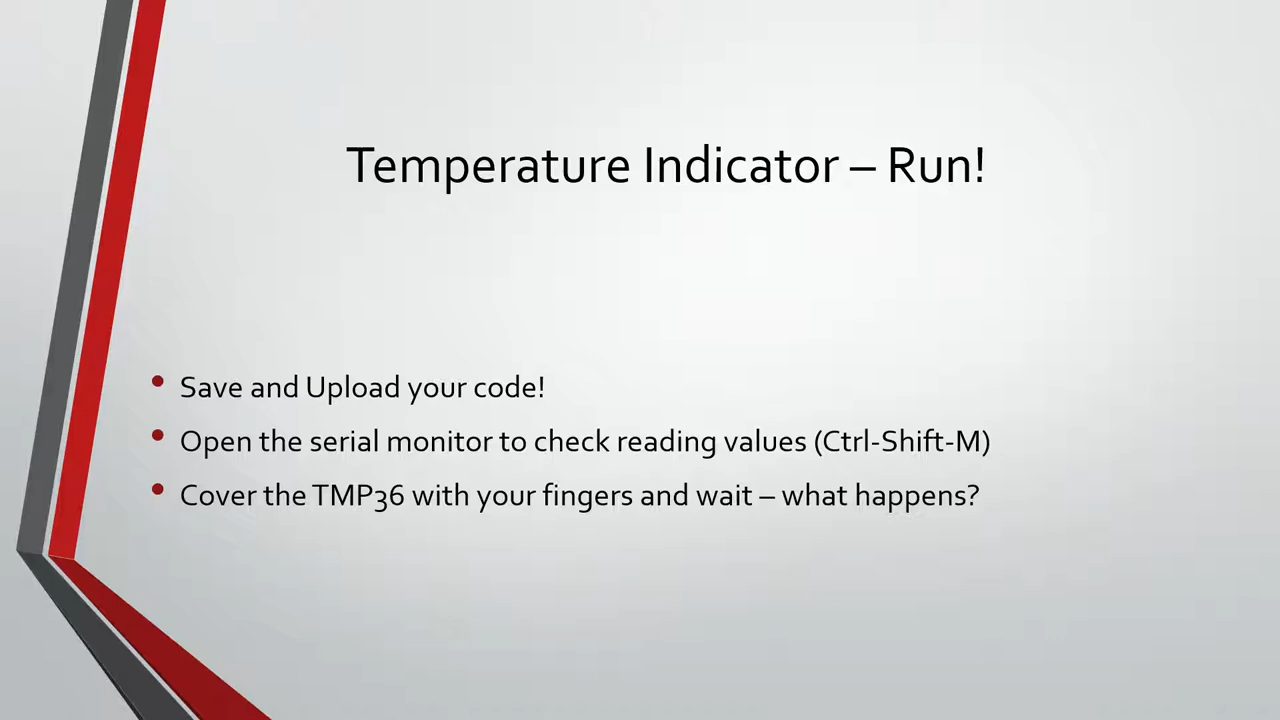 Temperature Indicator – Run!
• Save and Upload your code!
• Open the serial monitor to check reading values (Ctrl-Shift-M)
• Cover the TMP36 with your fingers and wait – what happens?